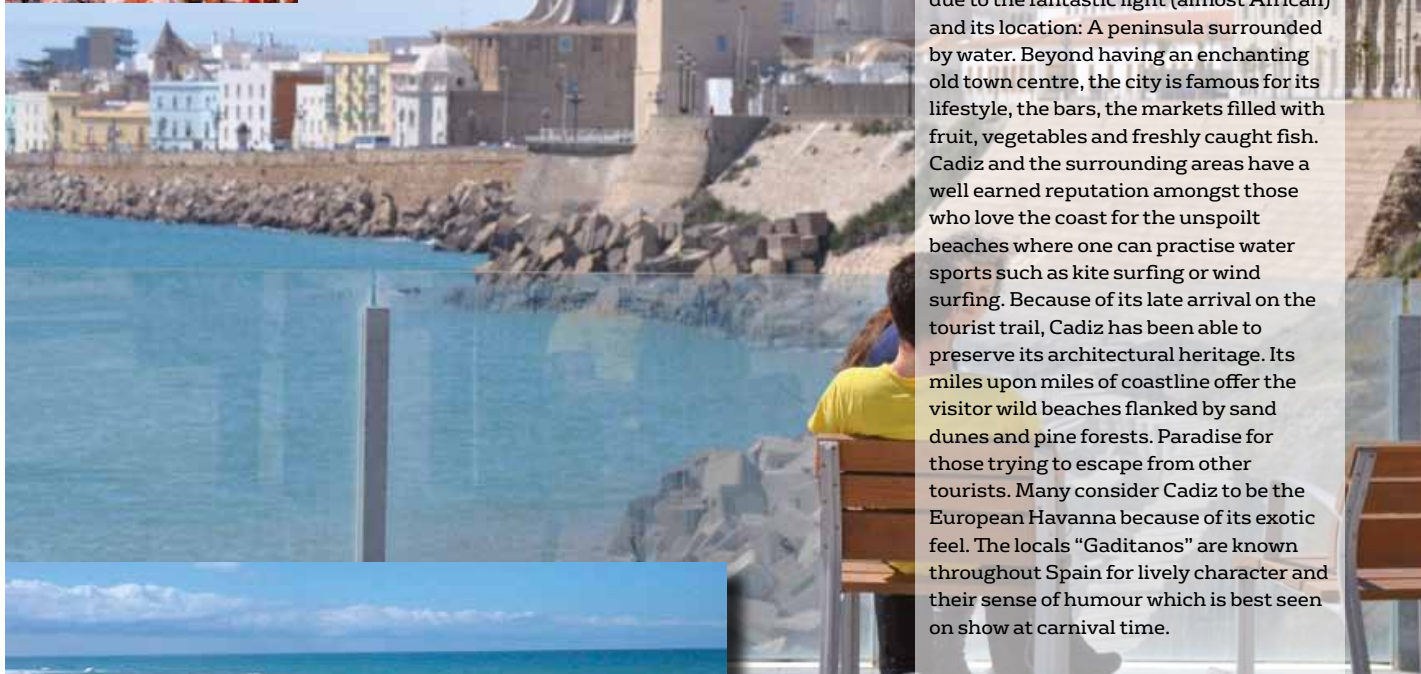 due to the fantastic light (almost African)
and its location: A peninsula surrounded
by water. Beyond having an enchanting
old town centre, the city is famous for its
lifestyle, the bars, the markets filled with
fruit, vegetables and freshly caught fish.
Cadiz and the surrounding areas have a
well earned reputation amongst those
who love the coast for the unspoilt
beaches where one can practise water
sports such as kite surfing or wind
surfing. Because of its late arrival on the
tourist trail, Cadiz has been able to
preserve its architectural heritage. Its
miles upon miles of coastline offer the
visitor wild beaches flanked by sand
dunes and pine forests. Paradise for
those trying to escape from other
tourists. Many consider Cadiz to be the
European Havanna because of its exotic
feel. The locals “Gaditanos” are known
throughout Spain for lively character and
their sense of humour which is best seen
on show at carnival time.